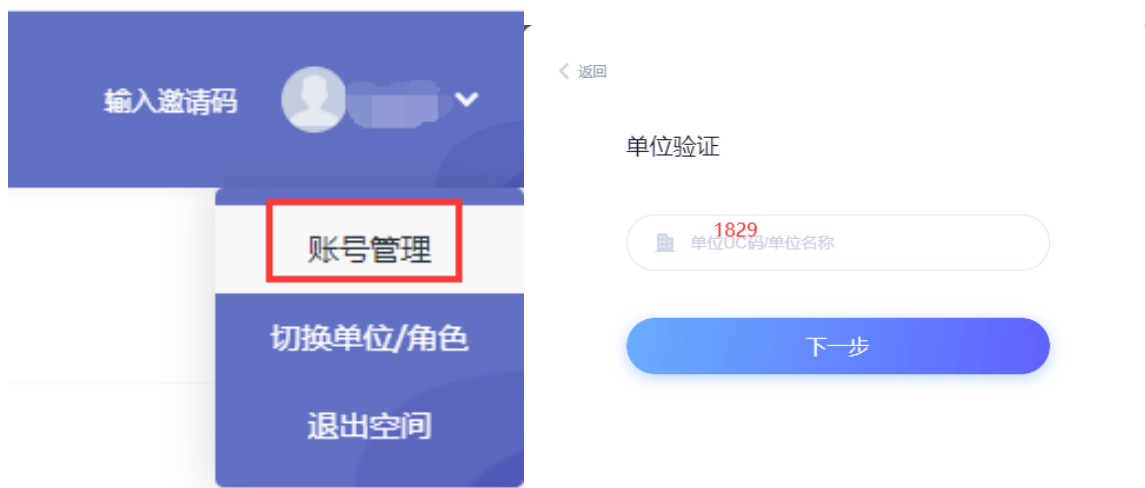 输入邀请码
账号管理
切换单位/角色
退出空间
返回
单位验证
1829
单位UC码/单位名称
下一步